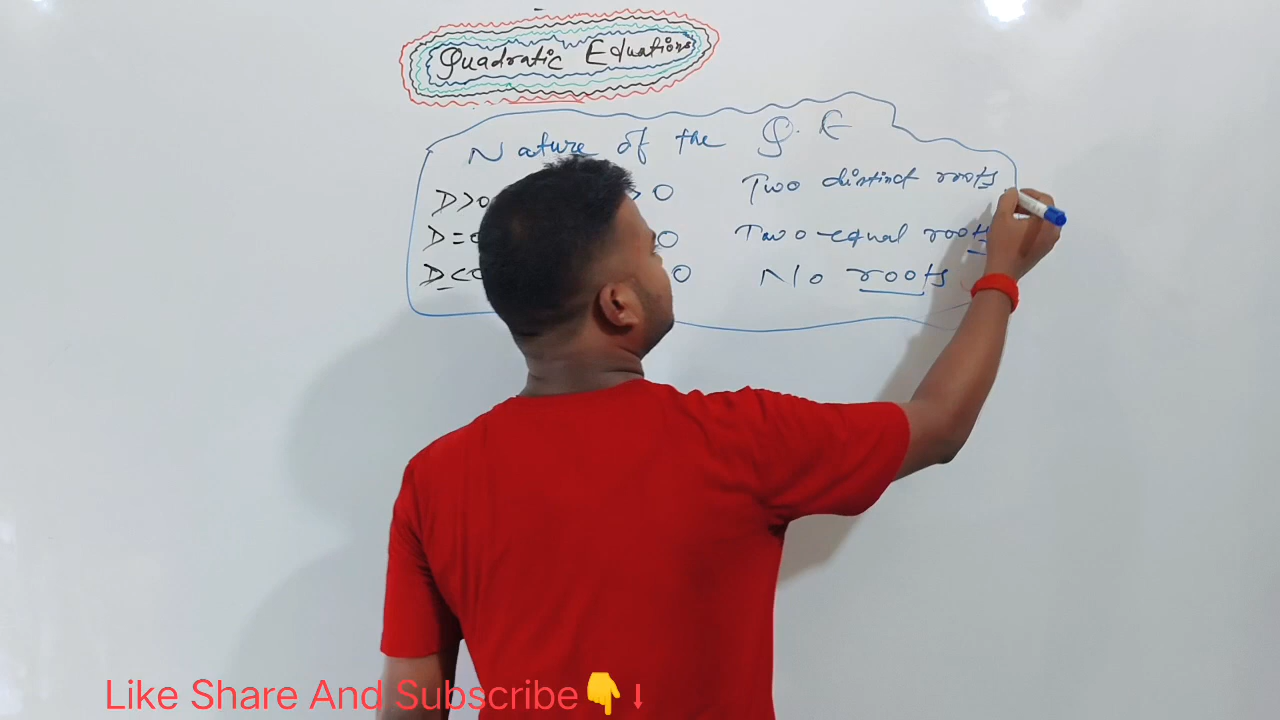 Quadratic Equations
Nature of the Q.E
D>0 >0 Two distinct roots
D=0 0 Two equal roots
D<0 0 No roots
Like Share And Subscribe👇↓